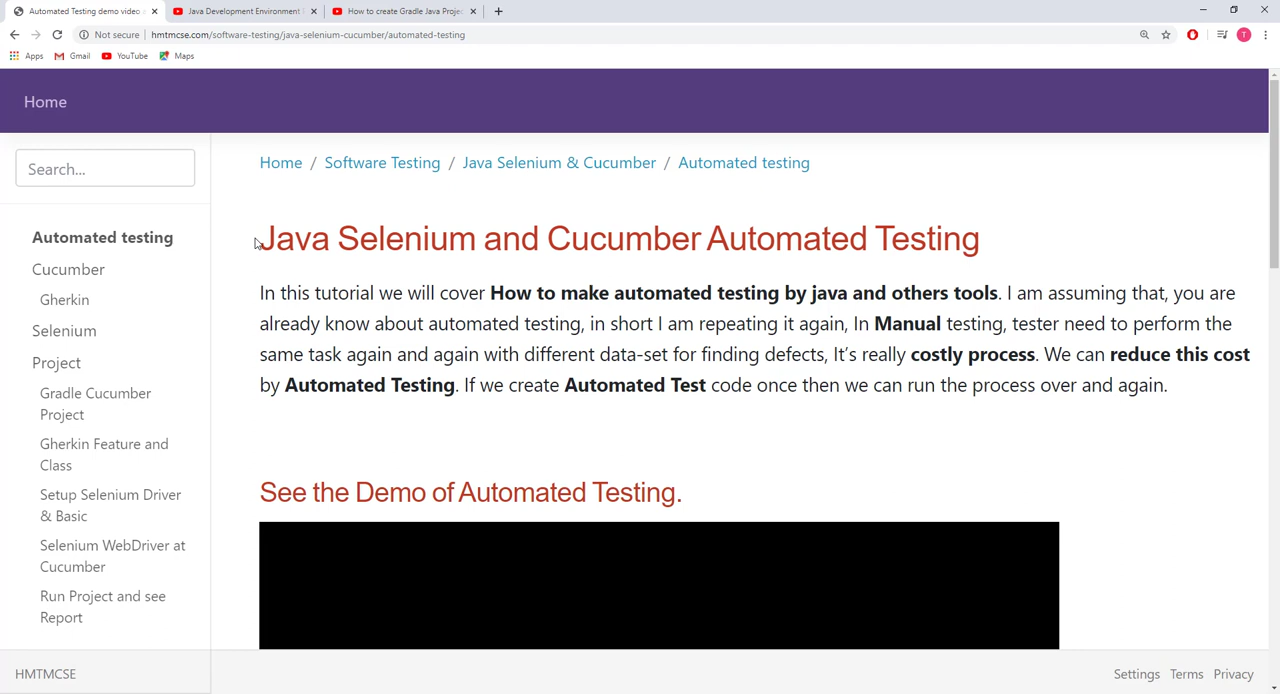 Automated Testing demo video
Java Development Environment
How to create Gradle Java Proje
Not secure
hmtmcse.com/software-testing/java-selenium-cucumber/automated-testing
T
Apps
Gmail
YouTube
Maps
Home
Search...
Home / Software Testing / Java Selenium & Cucumber / Automated testing
Automated testing
Cucumber
Gherkin
Selenium
Project
Gradle Cucumber
Project
Gherkin Feature and
Class
Setup Selenium Driver
& Basic
Selenium WebDriver at
Cucumber
Run Project and see
Report
Java Selenium and Cucumber Automated Testing
In this tutorial we will cover How to make automated testing by java and others tools. I am assuming that, you are
already know about automated testing, in short I am repeating it again, In Manual testing, tester need to perform the
same task again and again with different data-set for finding defects, It's really costly process. We can reduce this cost
by Automated Testing. If we create Automated Test code once then we can run the process over and again.
See the Demo of Automated Testing.
HMTMCSE
Settings Terms Privacy